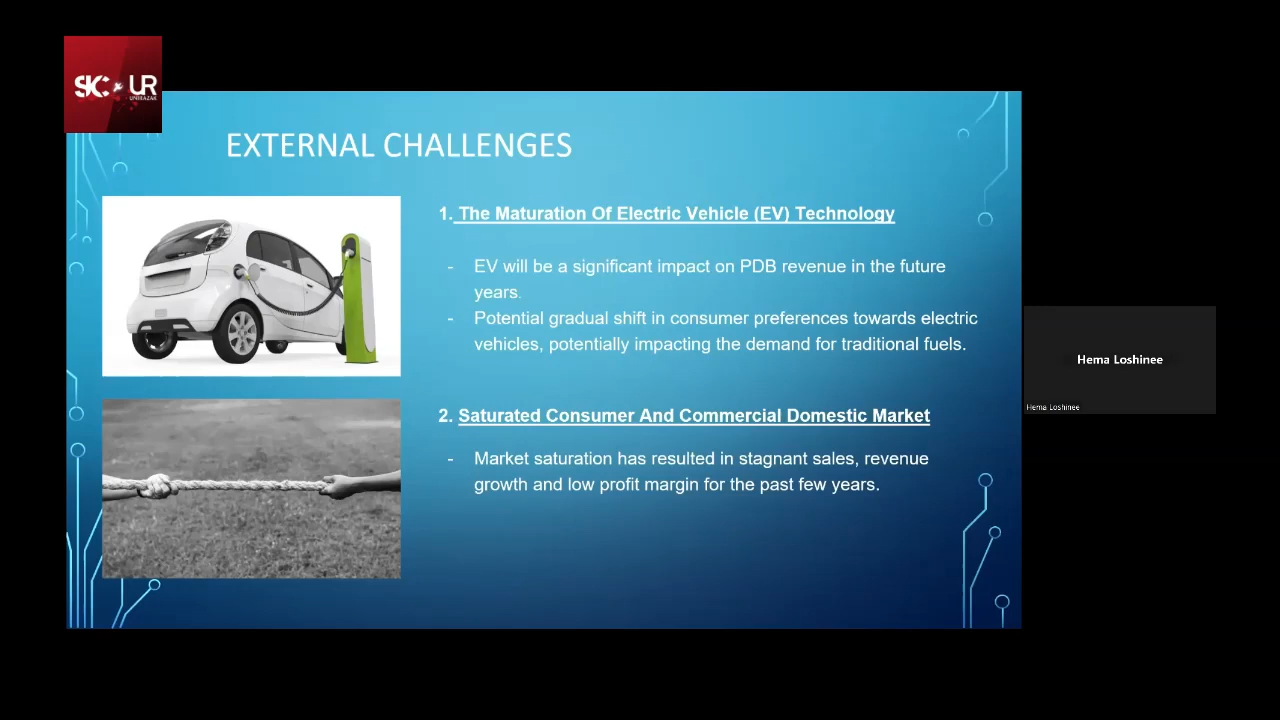 SIC UR
UNIRAZAK
EXTERNAL CHALLENGES
1. The Maturation Of Electric Vehicle (EV) Technology
- EV will be a significant impact on PDB revenue in the future
years.
- Potential gradual shift in consumer preferences towards electric
vehicles, potentially impacting the demand for traditional fuels.
2. Saturated Consumer And Commercial Domestic Market
- Market saturation has resulted in stagnant sales, revenue
growth and low profit margin for the past few years.
Hema Loshinee
Hema Loshinee